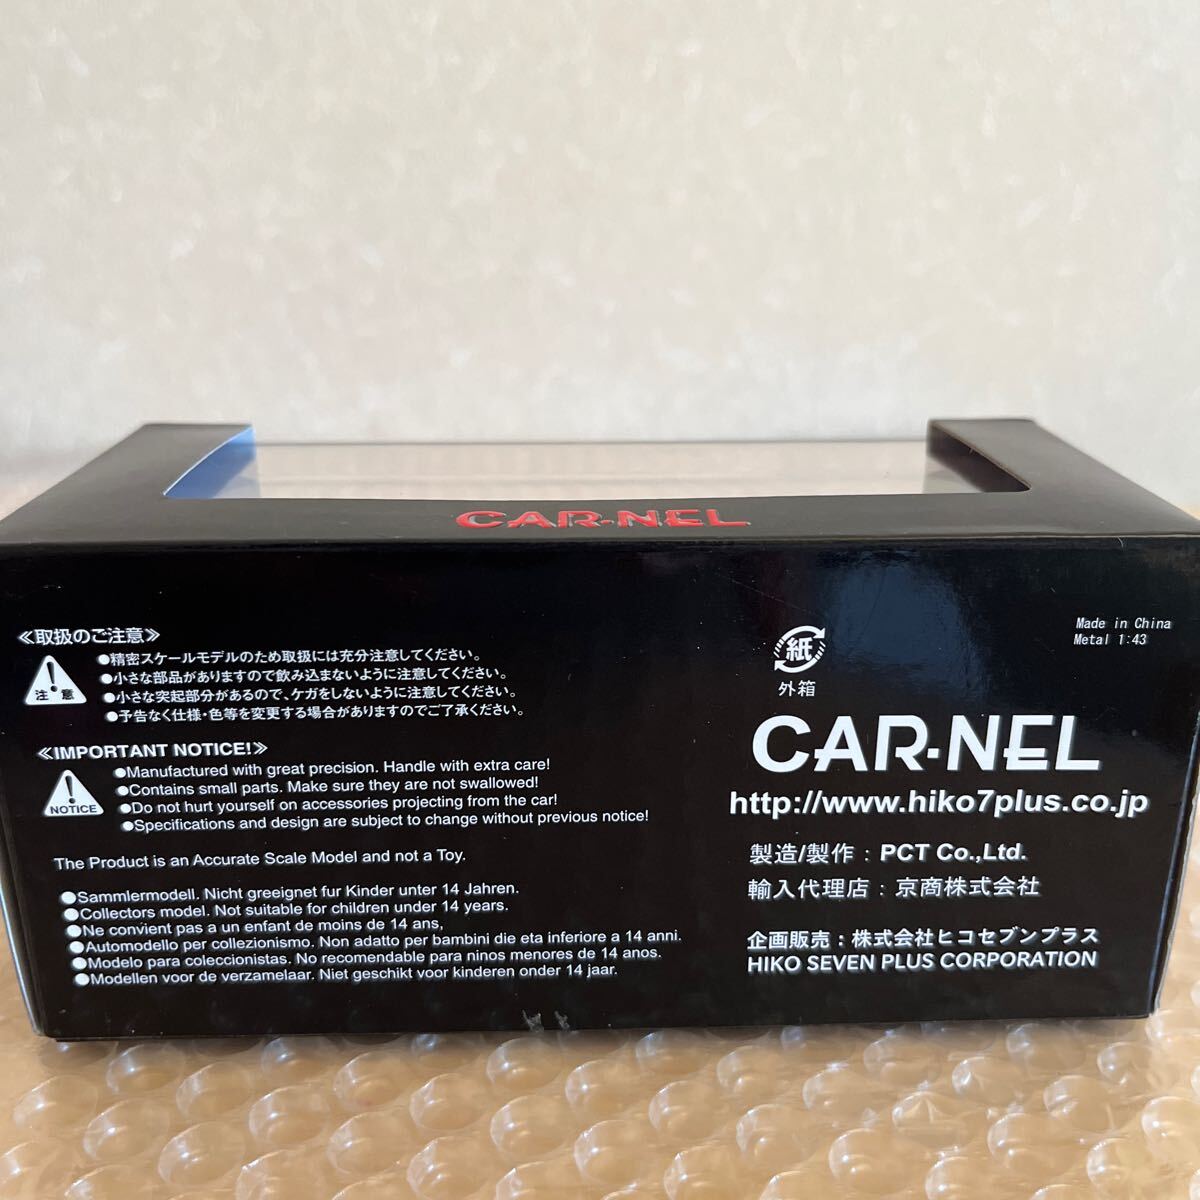 CAR-NEL
≪取扱のご注意≫
注 意
●精密スケールモデルのため取扱には充分注意してください。
●小さな部品がありますので飲み込まないように注意してください。
●小さな突起部分があるので、ケガをしないように注意してください。
●予告なく仕様・色等を変更する場合がありますのでご了承ください。
≪IMPORTANT NOTICE!≫
NOTICE
●Manufactured with great precision. Handle with extra care!
●Contains small parts. Make sure they are not swallowed!
●Do not hurt yourself on accessories projecting from the car!
●Specifications and design are subject to change without previous notice!
The Product is an Accurate Scale Model and not a Toy.
●Sammlermodell. Nicht greeignet fur Kinder unter 14 Jahren.
●Collectors model. Not suitable for children under 14 years.
●Ne convient pas a un enfant de moins de 14 ans,
●Automodello per collezionismo. Non adatto per bambini die eta inferiore a 14 anni.
●Modelo para coleccionistas. No recomendable para ninos menores de 14 anos.
●Modellen voor de verzamelaar. Niet geschikt voor kinderen onder 14 jaar.
紙
外箱
Made in China
Metal 1:43
CAR-NEL
http://www.hiko7plus.co.jp
製造/製作：PCT Co.,Ltd.
輸入代理店：京商株式会社
企画販売：株式会社ヒコセブンプラス
HIKO SEVEN PLUS CORPORATION